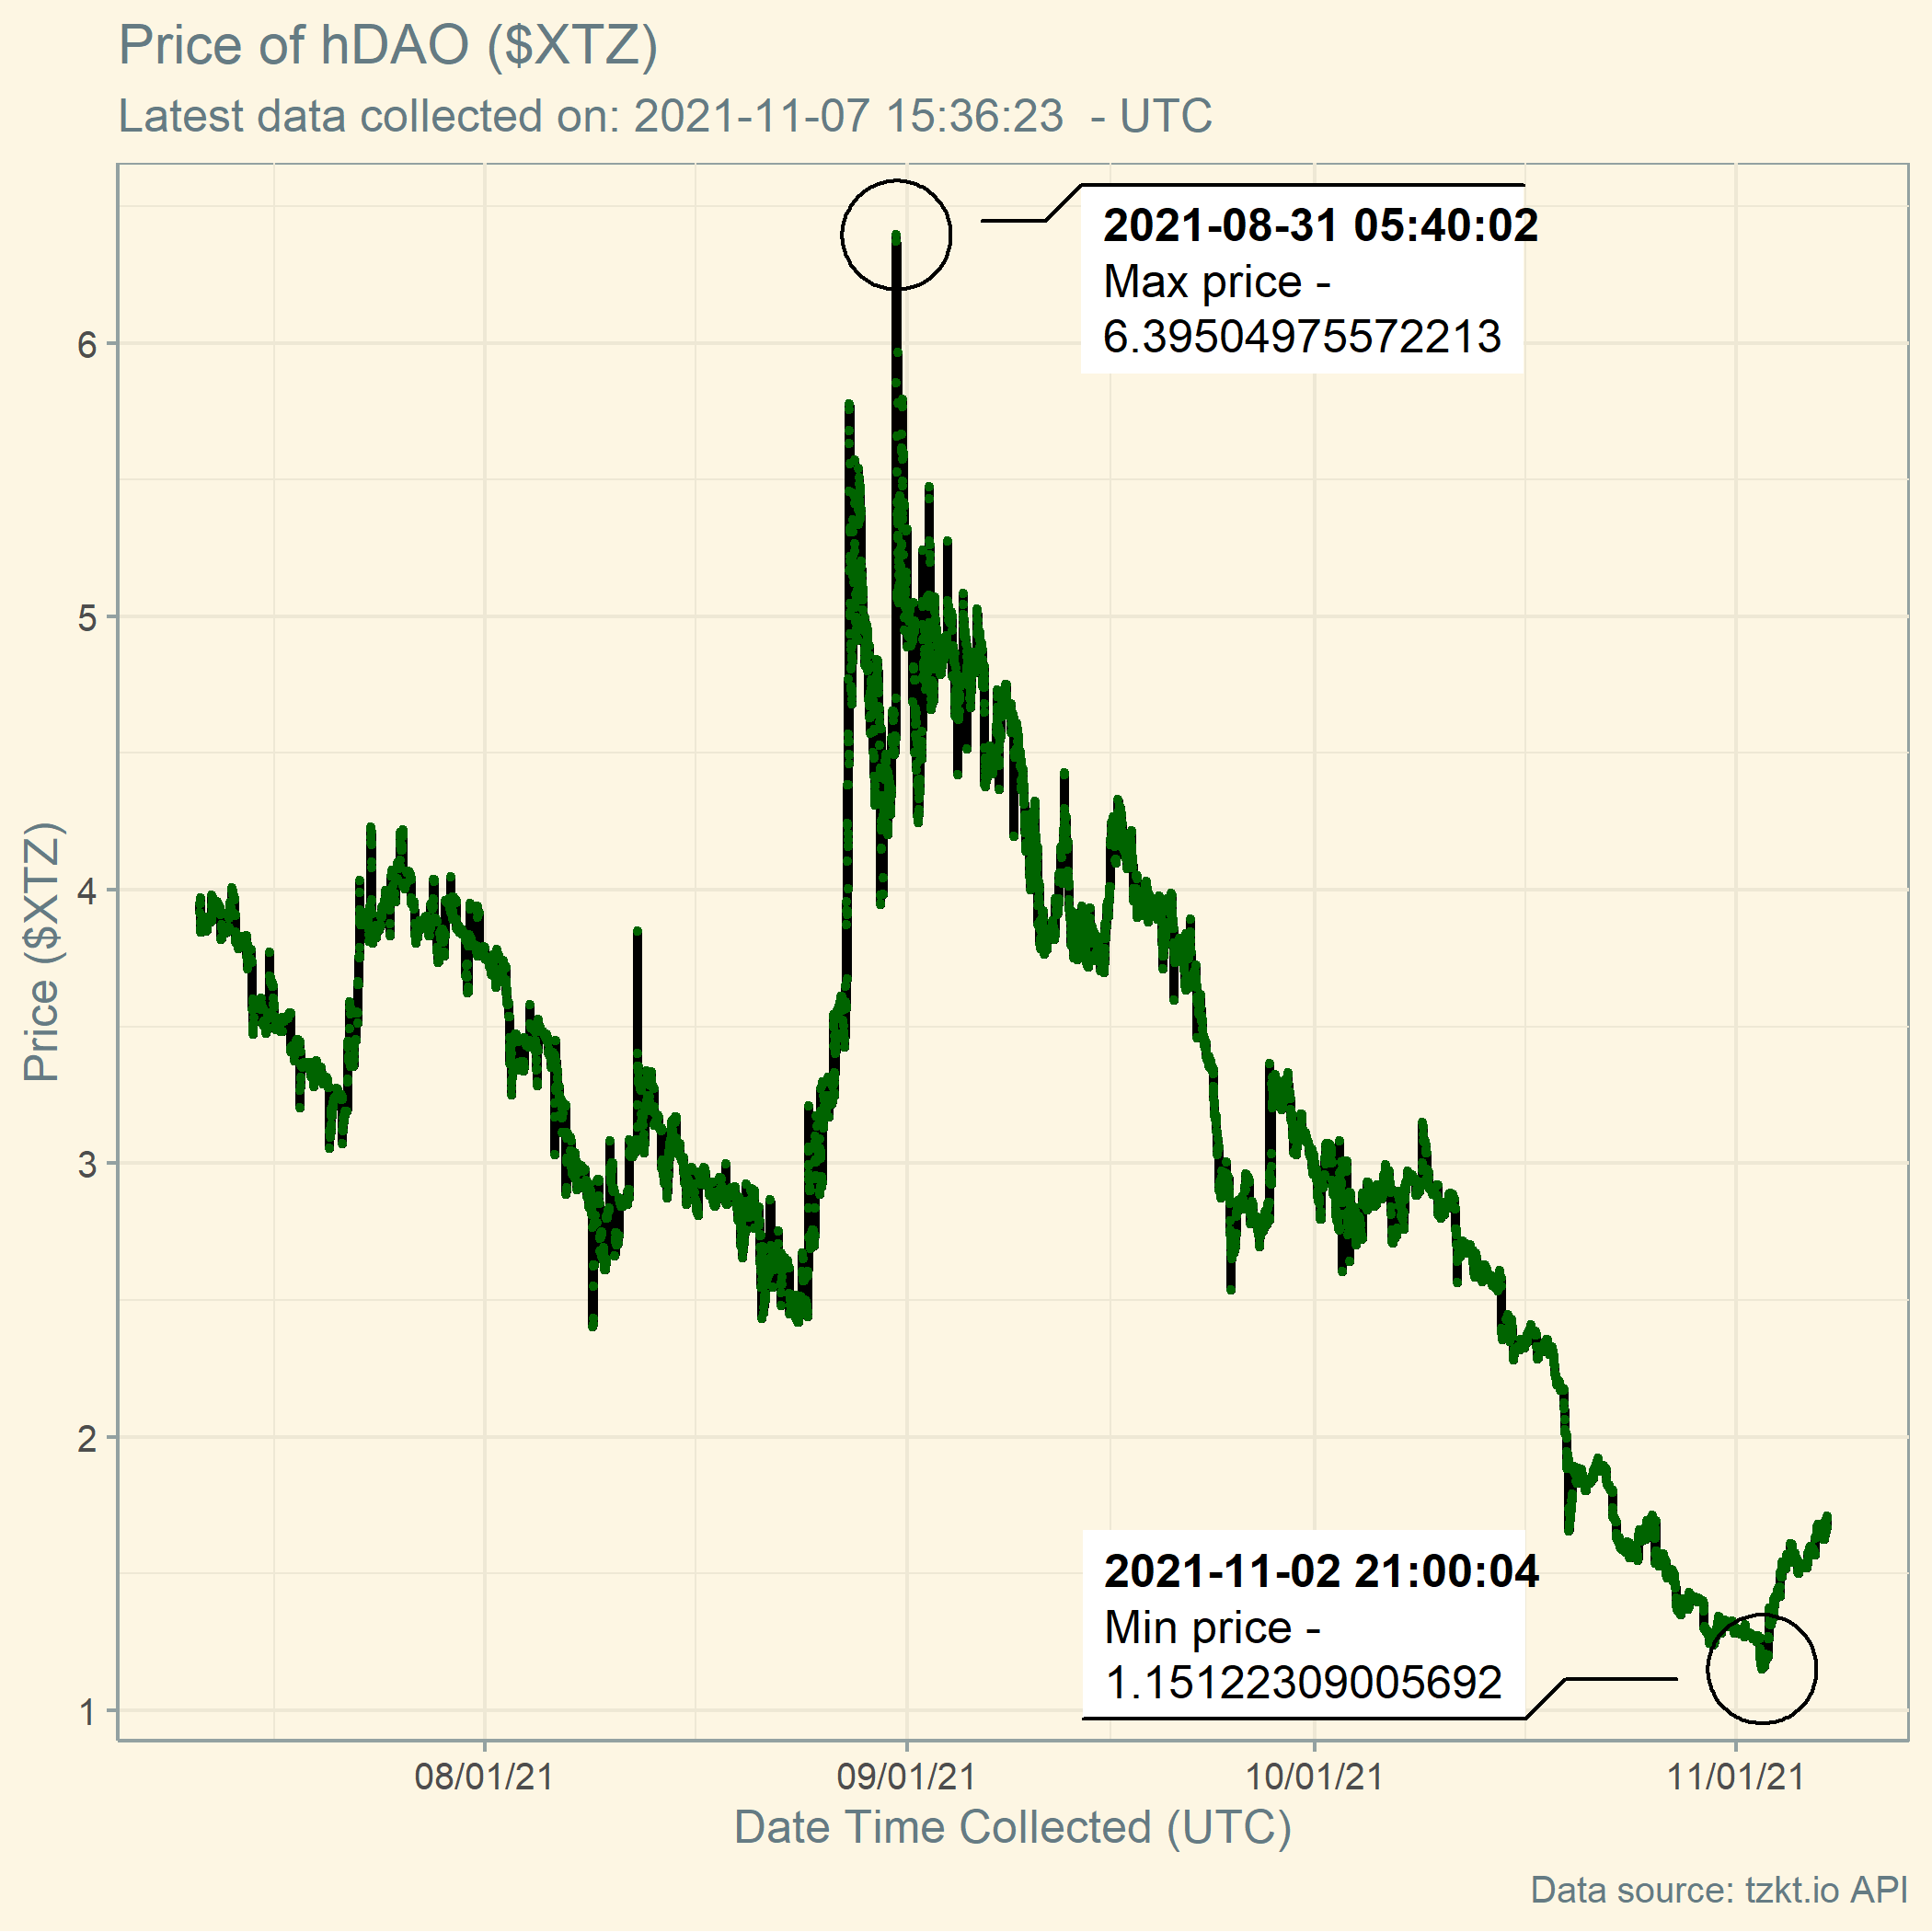 Price of hDAO ($XTZ)
Latest data collected on: 2021-11-07 15:36:23  - UTC
2021-08-31 05:40:02
Max price -
6.39504975572213
6
5
4
3
2
1
Price ($XTZ)
2021-11-02 21:00:04
Min price -
1.15122309005692
08/01/21
09/01/21
10/01/21
11/01/21
Date Time Collected (UTC)
Data source: tzkt.io API